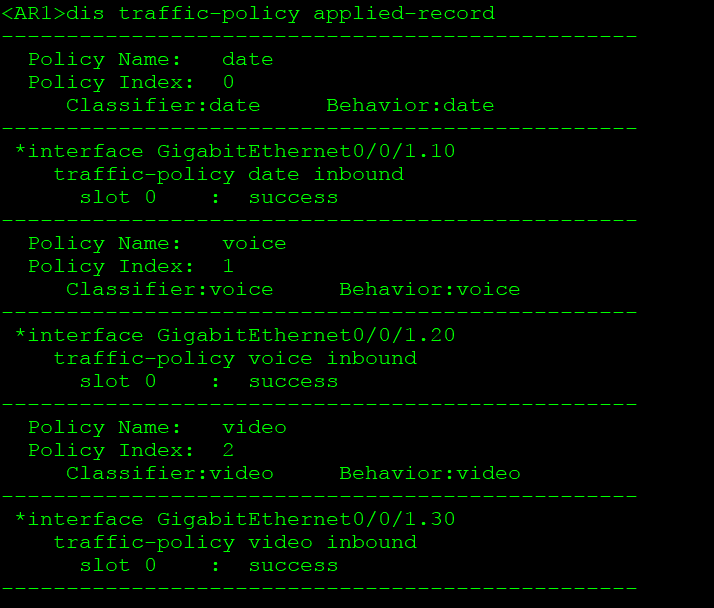 <AR1>dis traffic-policy applied-record
-------------------------------------------------
  Policy Name:   date
  Policy Index:  0
     Classifier:date     Behavior:date
-------------------------------------------------
 *interface GigabitEthernet0/0/1.10
    traffic-policy date inbound
      slot 0    :  success
-------------------------------------------------
  Policy Name:   voice
  Policy Index:  1
     Classifier:voice     Behavior:voice
-------------------------------------------------
 *interface GigabitEthernet0/0/1.20
    traffic-policy voice inbound
      slot 0    :  success
-------------------------------------------------
  Policy Name:   video
  Policy Index:  2
     Classifier:video     Behavior:video
-------------------------------------------------
 *interface GigabitEthernet0/0/1.30
    traffic-policy video inbound
      slot 0    :  success
-------------------------------------------------